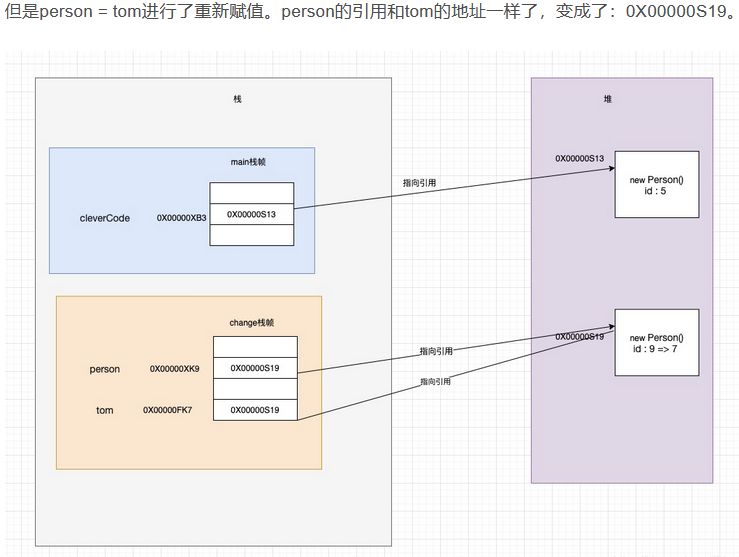 但是person = tom进行了重新赋值。person的引用和tom的地址一样了，变成了：0X00000S19。
栈
堆
main栈帧
cleverCode 0X00000XB3 0X00000S13
指向引用
0X00000S13
new Person()
id : 5
change栈帧
person 0X00000XK9 0X00000S19
tom 0X00000FK7 0X00000S19
指向引用
指向引用
0X00000S19
new Person()
id : 9 => 7